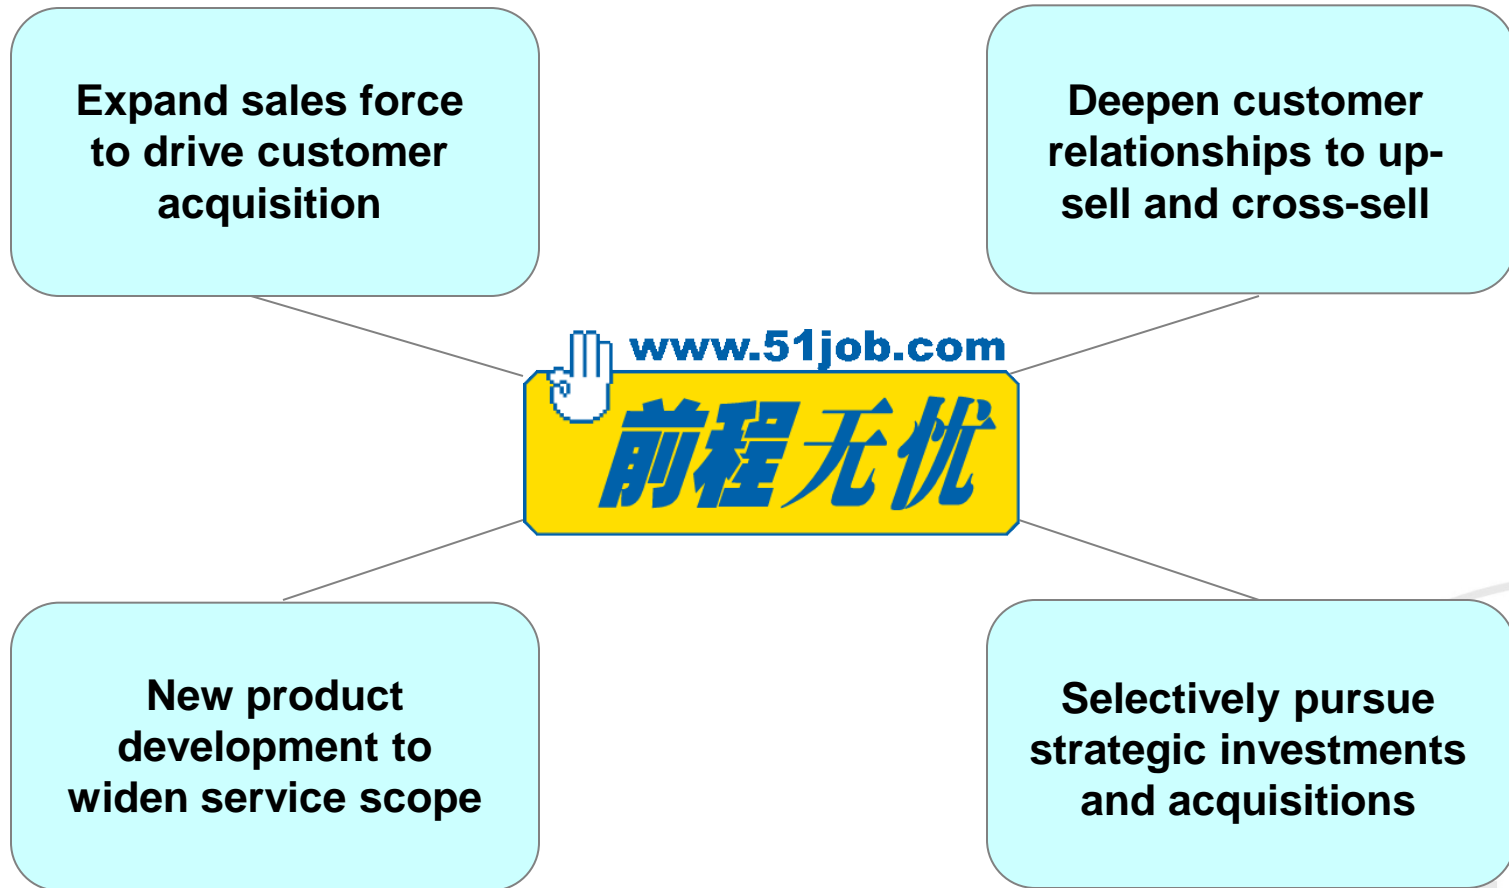 Expand sales force
to drive customer
acquisition
Deepen customer
relationships to up-
sell and cross-sell
www.51job.com
前程无忧
New product
development to
widen service scope
Selectively pursue
strategic investments
and acquisitions